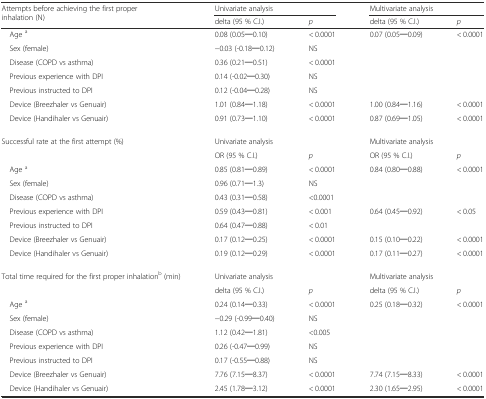 Attempts before achieving the first proper inhalation (N) Univariate analysis Multivariate analysis
delta (95 % C.I.) p delta (95 % C.I.) p
Age a 0.08 (0.05—0.10) < 0.0001 0.07 (0.05—0.09) < 0.0001
Sex (female) −0.03 (-0.18—0.12) NS
Disease (COPD vs asthma) 0.36 (0.21—0.51) < 0.0001
Previous experience with DPI 0.14 (-0.02—0.30) NS
Previous instructed to DPI 0.12 (-0.04—0.28) NS
Device (Breezhaler vs Genuair) 1.01 (0.84—1.18) < 0.0001 1.00 (0.84—1.16) < 0.0001
Device (Handihaler vs Genuair) 0.91 (0.73—1.10) < 0.0001 0.87 (0.69—1.05) < 0.0001
Successful rate at the first attempt (%) Univariate analysis Multivariate analysis
OR (95 % C.I.) p OR (95 % C.I.) p
Age a 0.85 (0.81—0.89) < 0.0001 0.84 (0.80—0.88) < 0.0001
Sex (female) 0.96 (0.71—1.3) NS
Disease (COPD vs asthma) 0.43 (0.31—0.58) <0.0001
Previous experience with DPI 0.59 (0.43—0.81) < 0.001 0.64 (0.45—0.92) < 0.05
Previous instructed to DPI 0.64 (0.47—0.88) < 0.01
Device (Breezhaler vs Genuair) 0.17 (0.12—0.25) < 0.0001 0.15 (0.10—0.22) < 0.0001
Device (Handihaler vs Genuair) 0.19 (0.12—0.29) < 0.0001 0.17 (0.11—0.27) < 0.0001
Total time required for the first proper inhalationb (min) Univariate analysis Multivariate analysis
delta (95 % C.I.) p delta (95 % C.I.) p
Age a 0.24 (0.14—0.33) < 0.0001 0.25 (0.18—0.32) < 0.0001
Sex (female) −0.29 (-0.99—0.40) NS
Disease (COPD vs asthma) 1.12 (0.42—1.81) <0.005
Previous experience with DPI 0.26 (-0.47—0.99) NS
Previous instructed to DPI 0.17 (-0.55—0.88) NS
Device (Breezhaler vs Genuair) 7.76 (7.15—8.37) < 0.0001 7.74 (7.15—8.33) < 0.0001
Device (Handihaler vs Genuair) 2.45 (1.78—3.12) < 0.0001 2.30 (1.65—2.95) < 0.0001